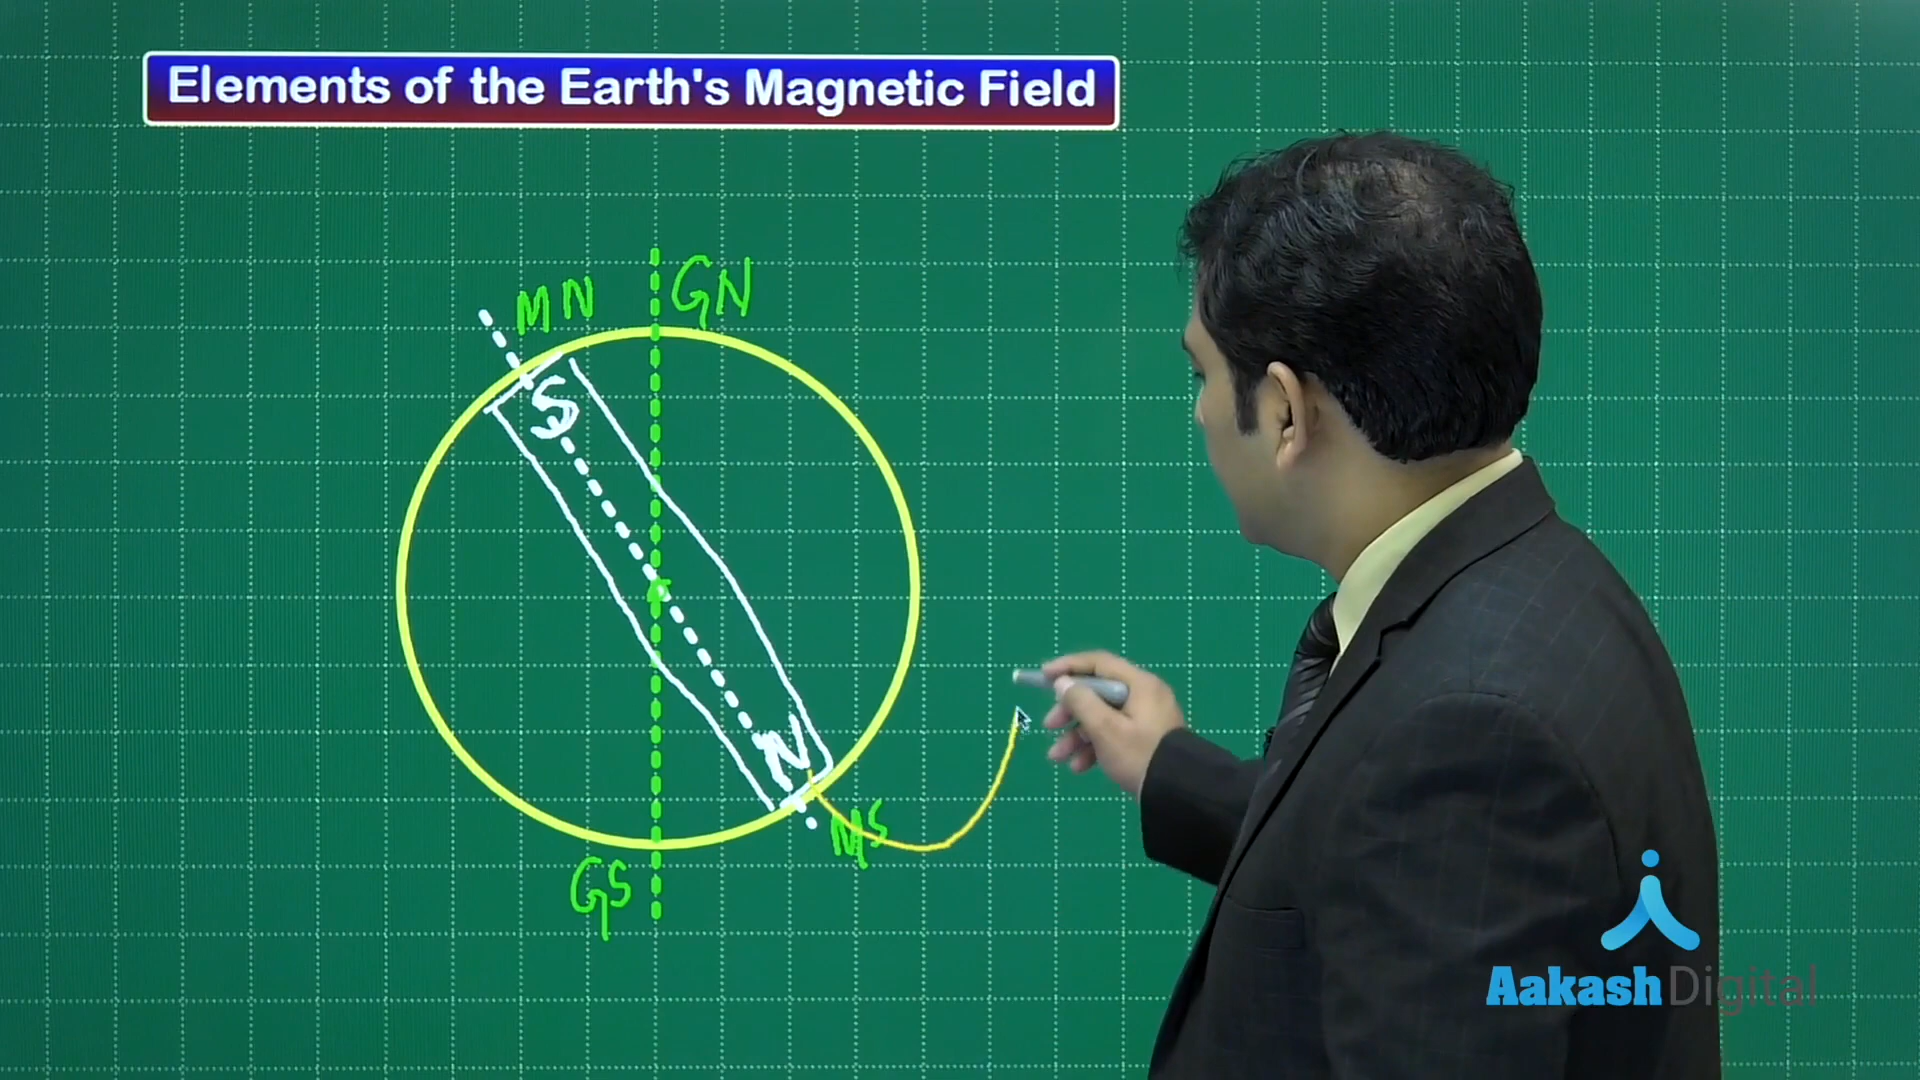 Elements of the Earth's Magnetic Field
MN
GN
S
N
MS
GS
Aakash Digital